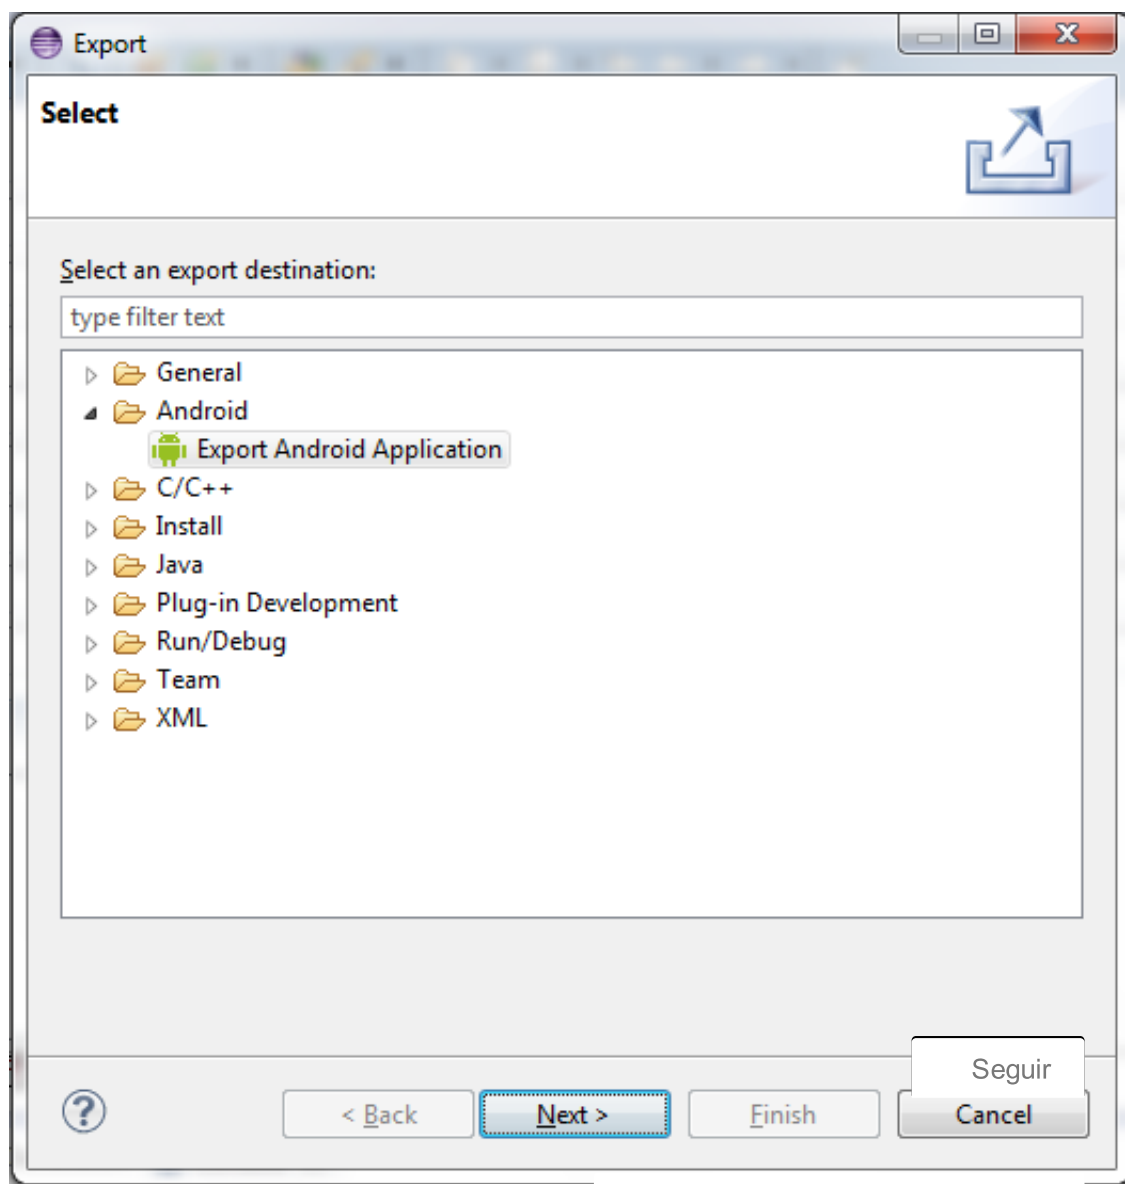 Export
Select
Select an export destination:
type filter text
General
Android
Export Android Application
C/C++
Install
Java
Plug-in Development
Run/Debug
Team
XML
Seguir
? < Back Next > Finish Cancel